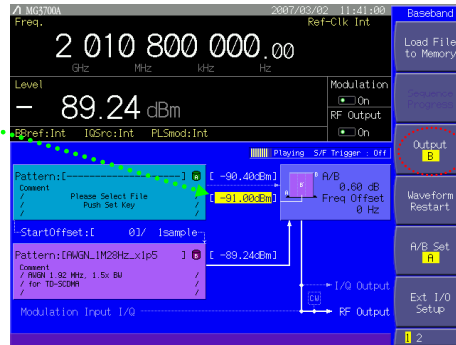 MG3700A 2007/03/02 11:41:00
Freq. Ref-Clk Int
2 010 800 000.00
GHz MHz kHz Hz
Level
- 89.24 dBm
Modulation
On
RF Output
On
BBref:Int IQSrc:Int PLSmod:Int
Playing S/F Trigger : Off
Pattern:[--------------------] A [ -90.40dBm]
Comment
/ Please Select File /
/ Push Set Key /
/ /
[ -91.00dBm]
B A
B
A/B
0.60 dB
Freq Offset
0 Hz
StartOffset:[ 0]/ 1sample
Pattern:[AWGN_1M28Hz_x1p5 ] B [ -89.24dBm]
Comment
/ AWGN 1.92 MHz, 1.5x BW /
/ for TD-SCDMA /
/ /
I/Q Output
CW
Modulation Input I/Q RF Output
Baseband
Load File
to Memory
Sequence
Progress
Output
B
Waveform
Restart
A/B Set
A
Ext I/O
Setup
1 2